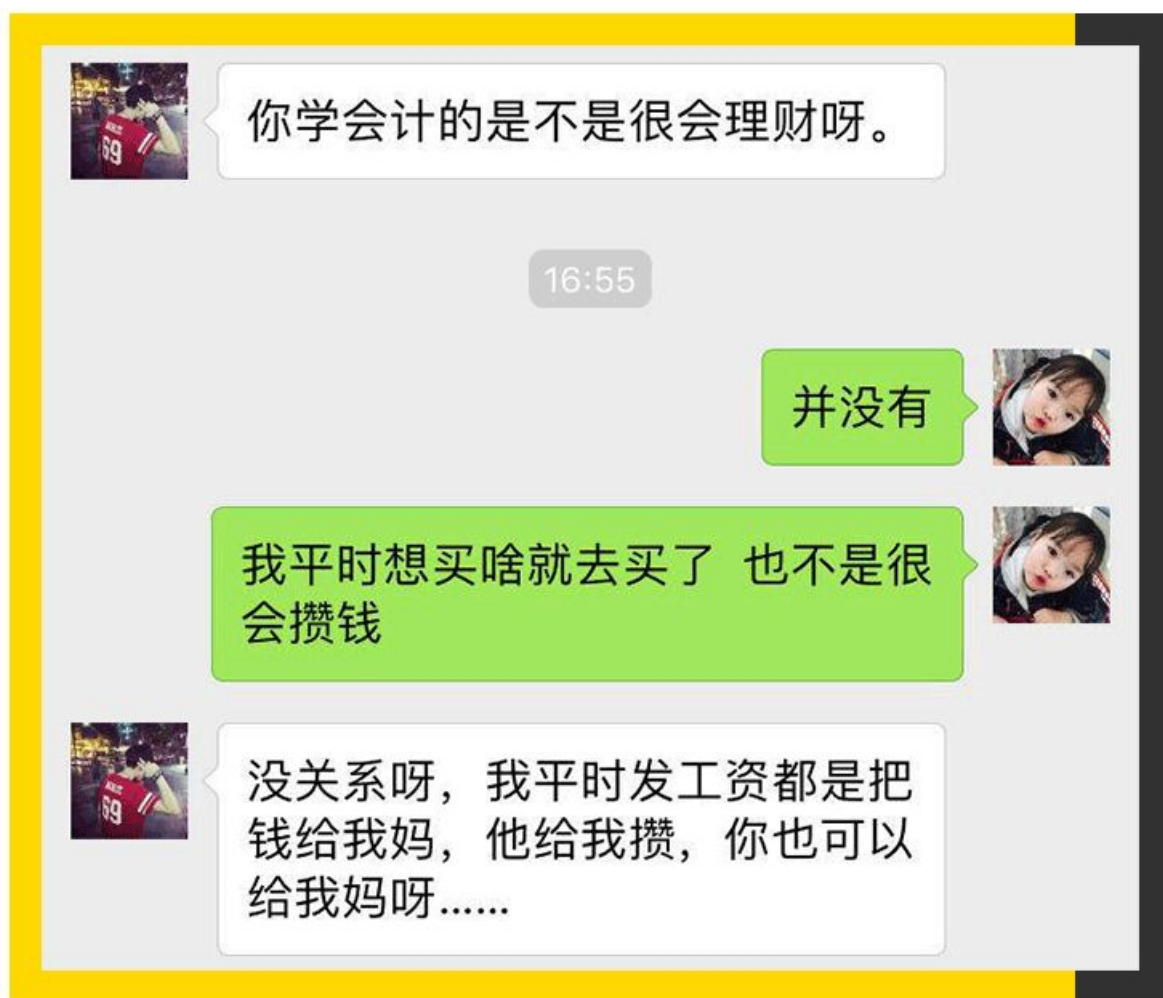 你学会计的是不是很会理财呀。
16:55
并没有
我平时想买啥就去买了 也不是很
会攒钱
没关系呀，我平时发工资都是把
钱给我妈，他给我攒，你也可以
给我妈呀……
69
69